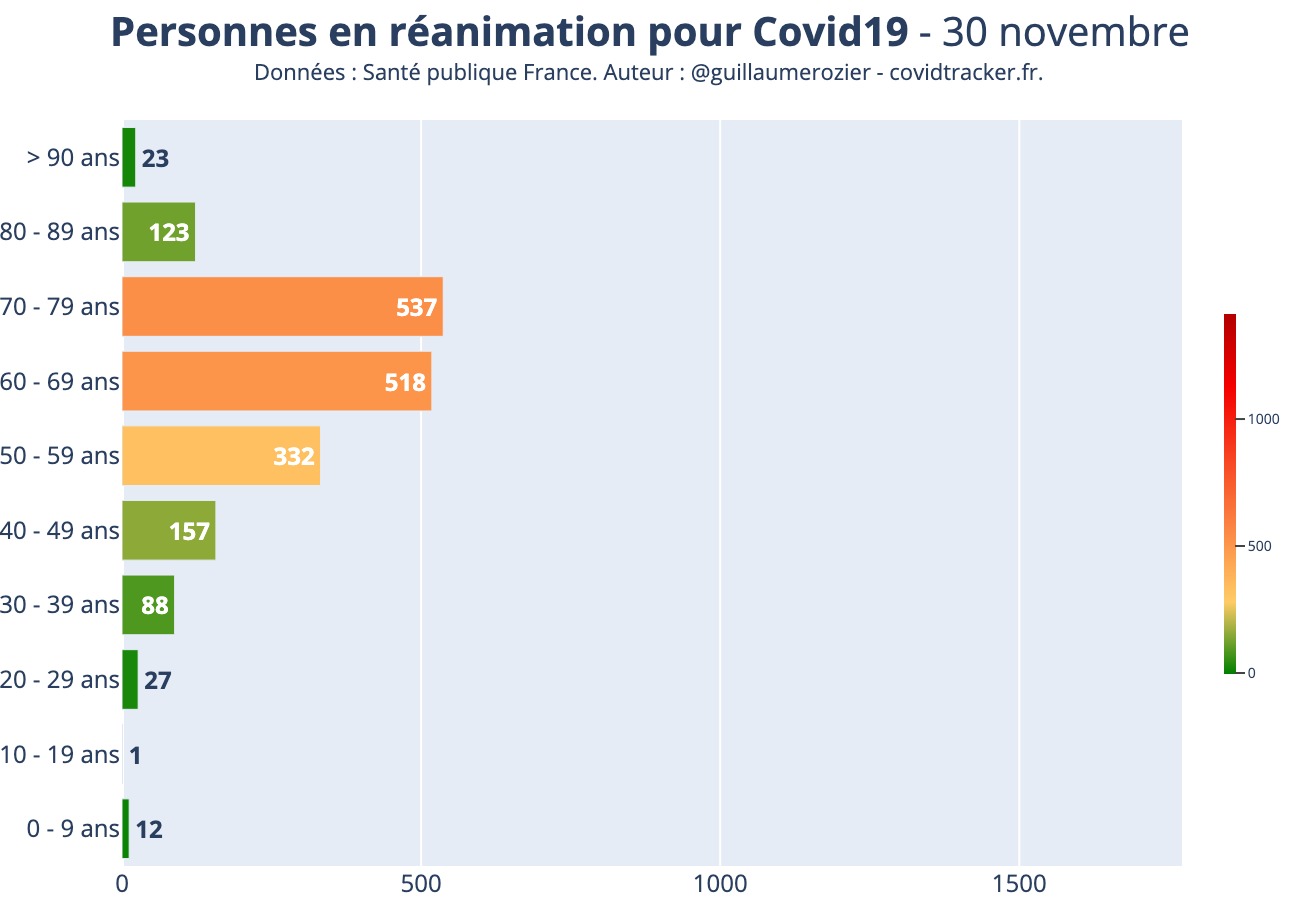 Personnes en réanimation pour Covid19 - 30 novembre
Données : Santé publique France. Auteur : @guillaumerozier - covidtracker.fr.
> 90 ans 23
80 - 89 ans 123
70 - 79 ans 537
60 - 69 ans 518
50 - 59 ans 332
40 - 49 ans 157
30 - 39 ans 88
20 - 29 ans 27
10 - 19 ans 1
0 - 9 ans 12
0 500 1000 1500
1000
500
0